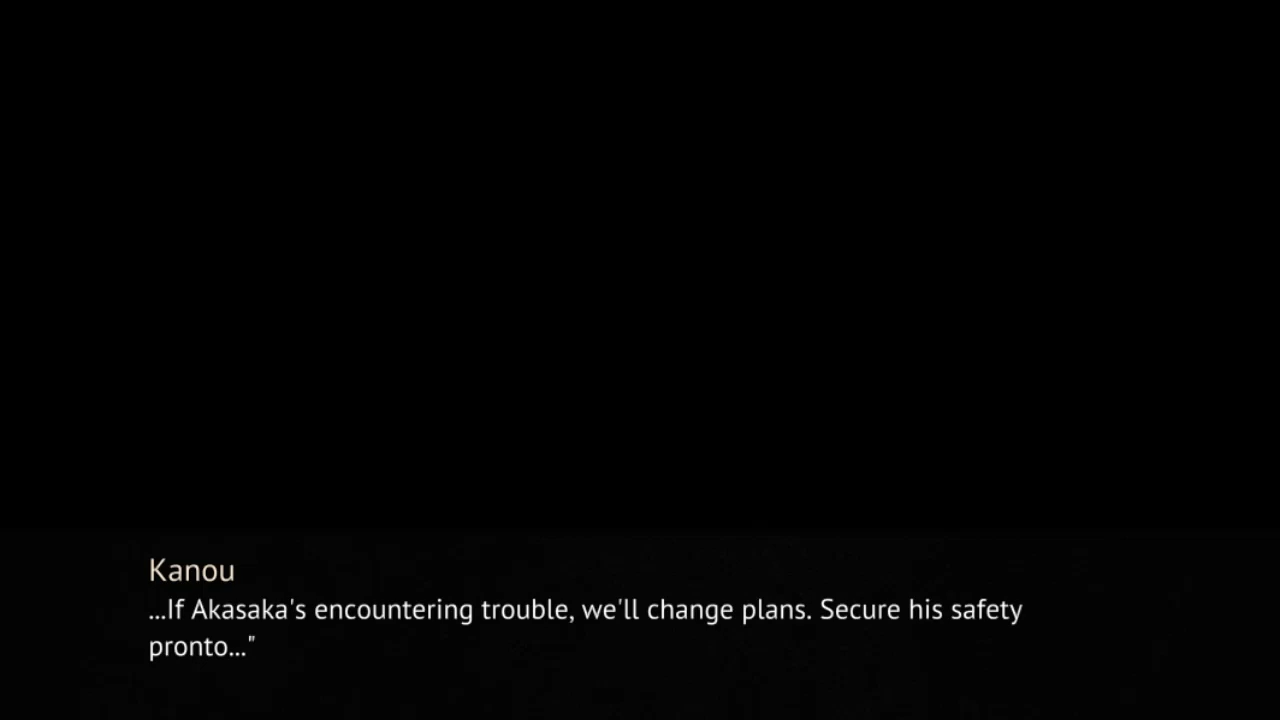 Kanou
...If Akasaka's encountering trouble, we'll change plans. Secure his safety
pronto..."